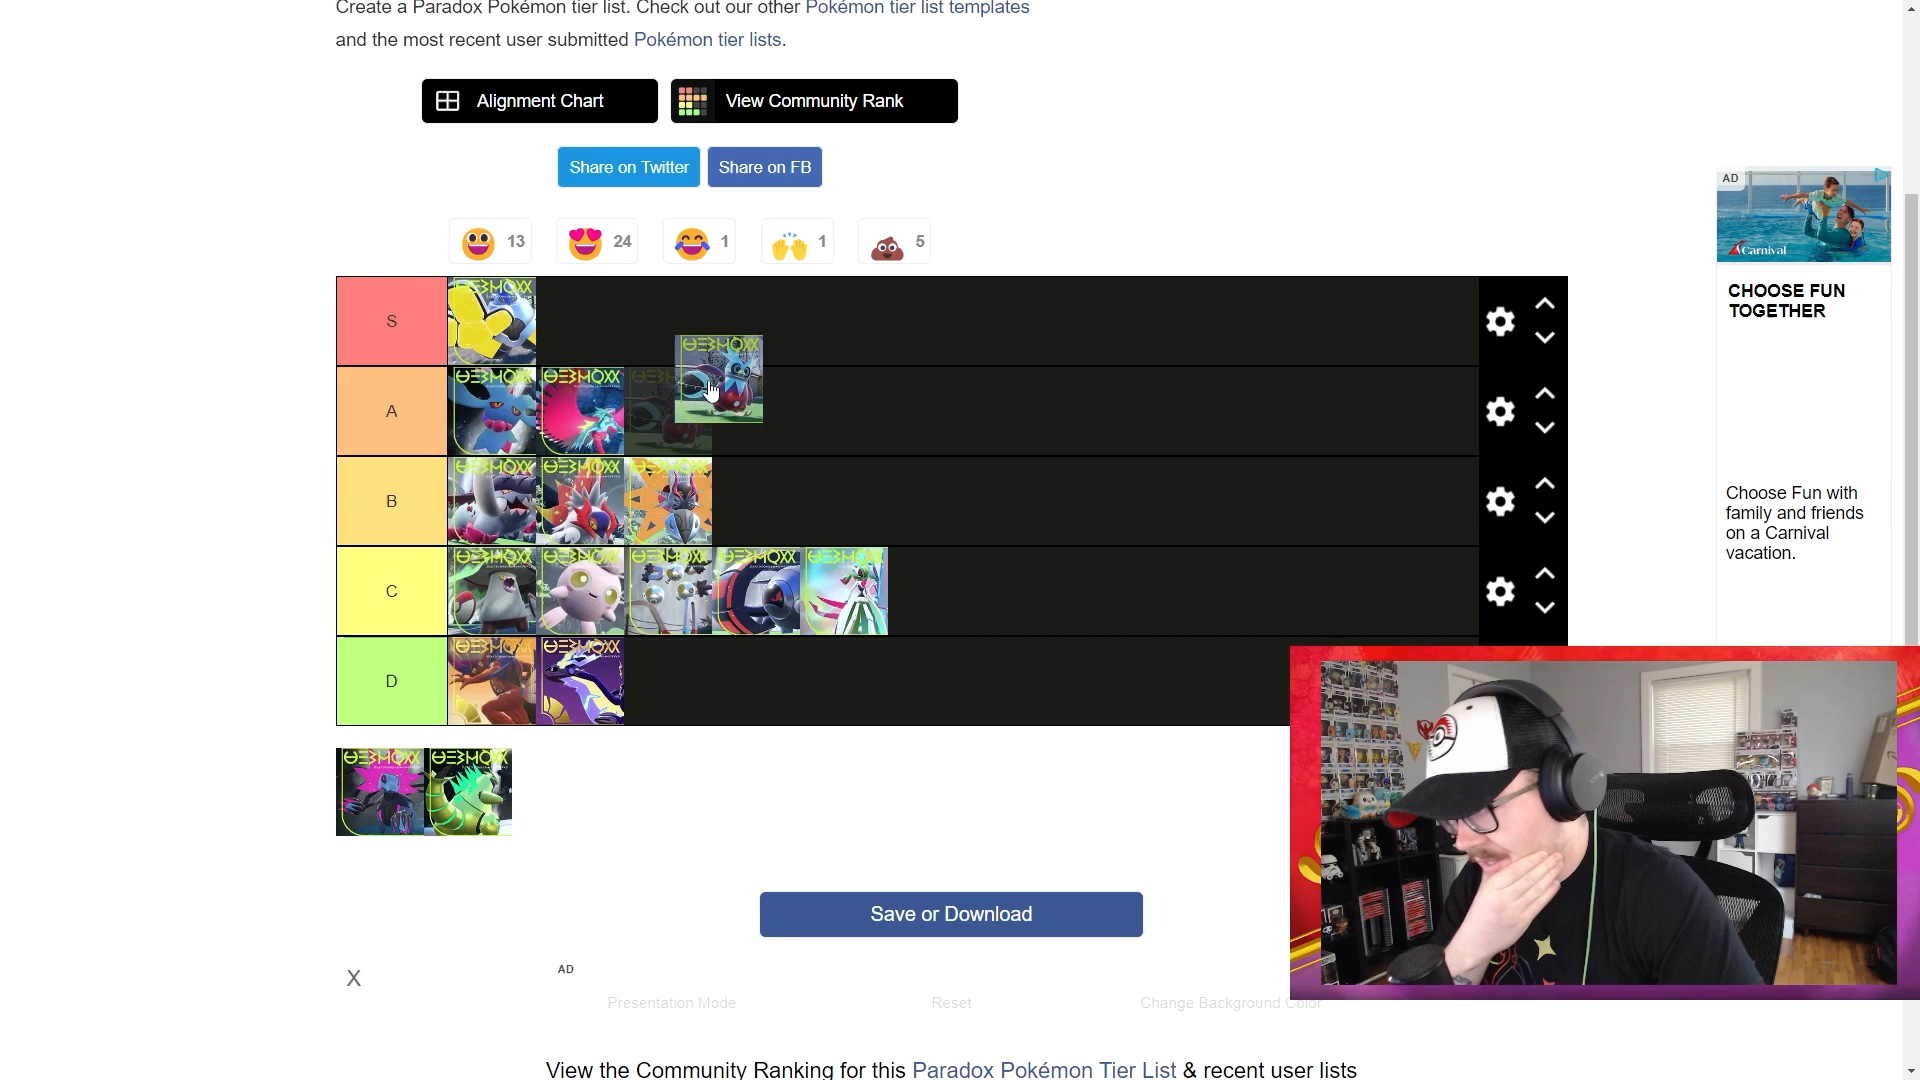 Create a Paradox Pokémon tier list. Check out our other Pokémon tier list templates
and the most recent user submitted Pokémon tier lists.
Alignment Chart
View Community Rank
Share on Twitter
Share on FB
13
24
1
1
5
AD
Carnival
CHOOSE FUN
TOGETHER
Choose Fun with
family and friends
on a Carnival
vacation.
S
A
B
C
D
Save or Download
X
AD
Presentation Mode
Reset
Change Background Color
View the Community Ranking for this Paradox Pokémon Tier List & recent user lists